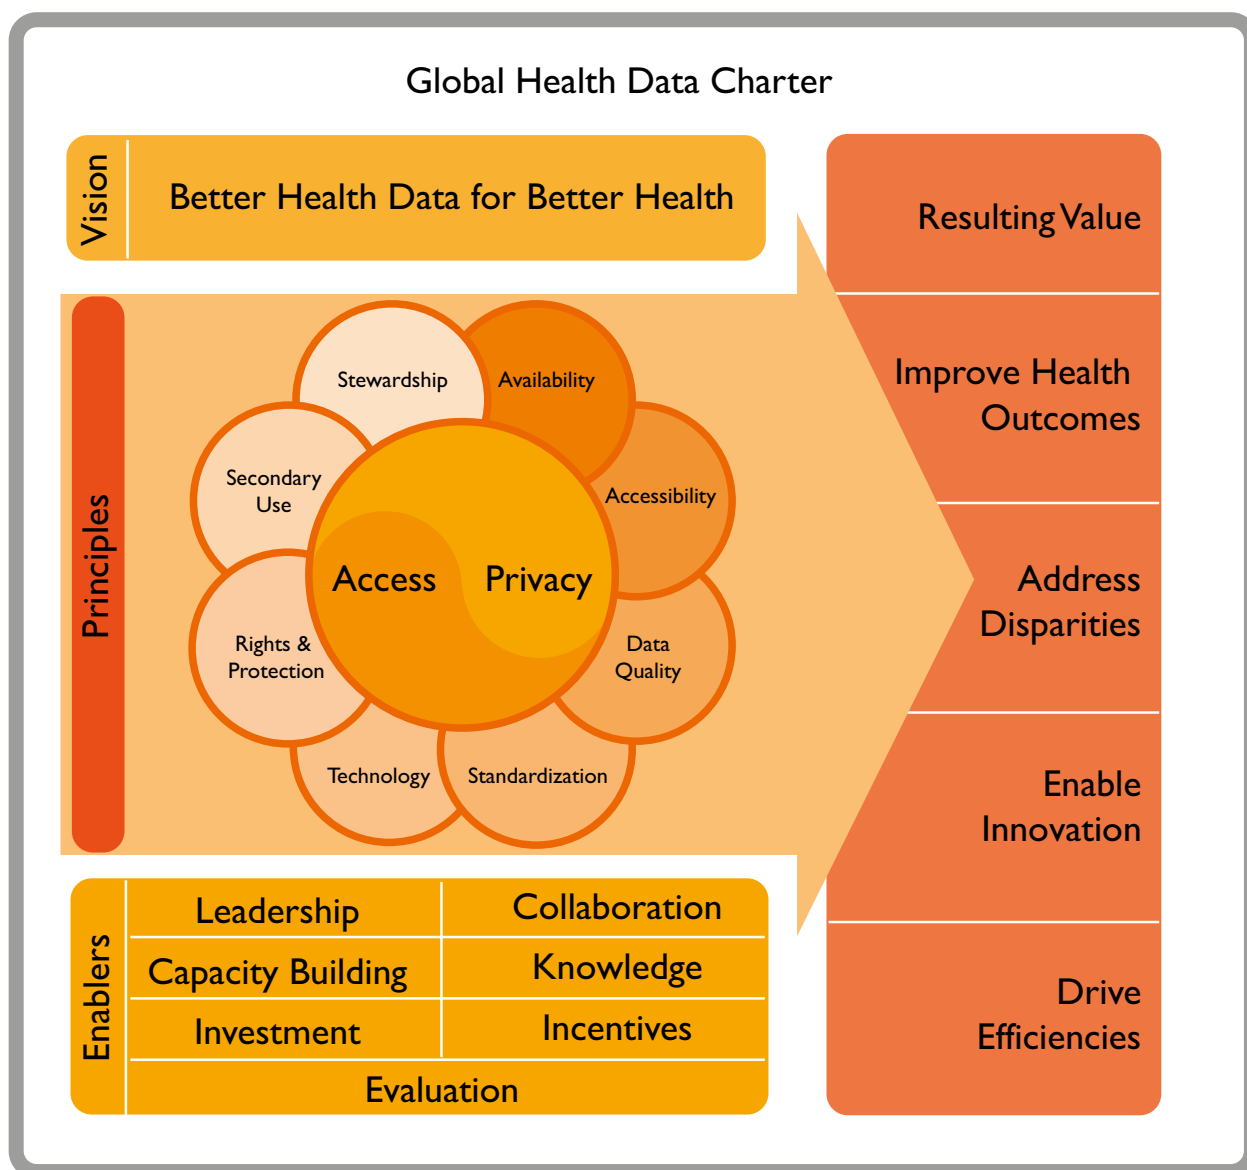 Global Health Data Charter
Vision
Better Health Data for Better Health
Principles
Stewardship
Availability
Secondary
Use
Accessibility
Access
Privacy
Rights &
Protection
Data
Quality
Technology
Standardization
Enablers
Leadership
Collaboration
Capacity Building
Knowledge
Investment
Incentives
Evaluation
Resulting Value
Improve Health
Outcomes
Address
Disparities
Enable
Innovation
Drive
Efficiencies